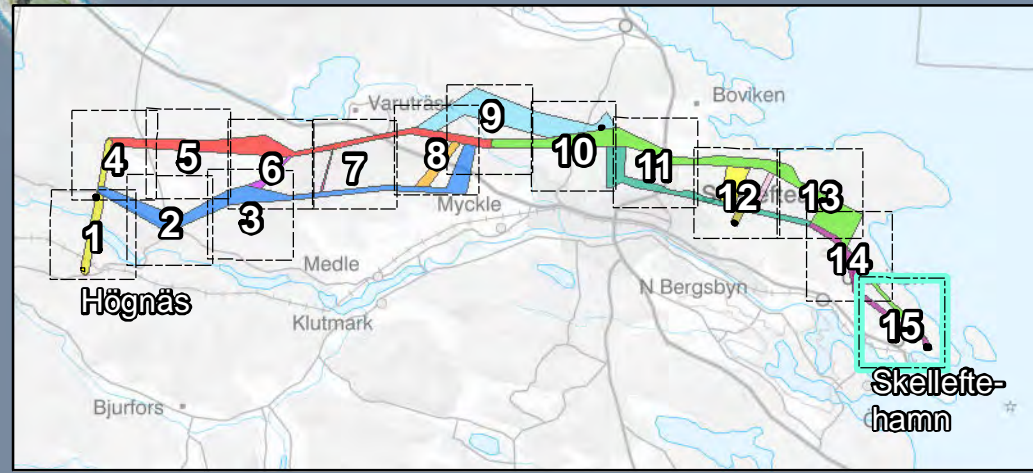 Varuträsk
Boviken
9
4
5
6
7
8
10
11
12
13
1
2
3
Myckle
14
Medle
N Bergsbyn
Högnäs
15
Klutmark
Skellefte-
hamn
Bjurfors